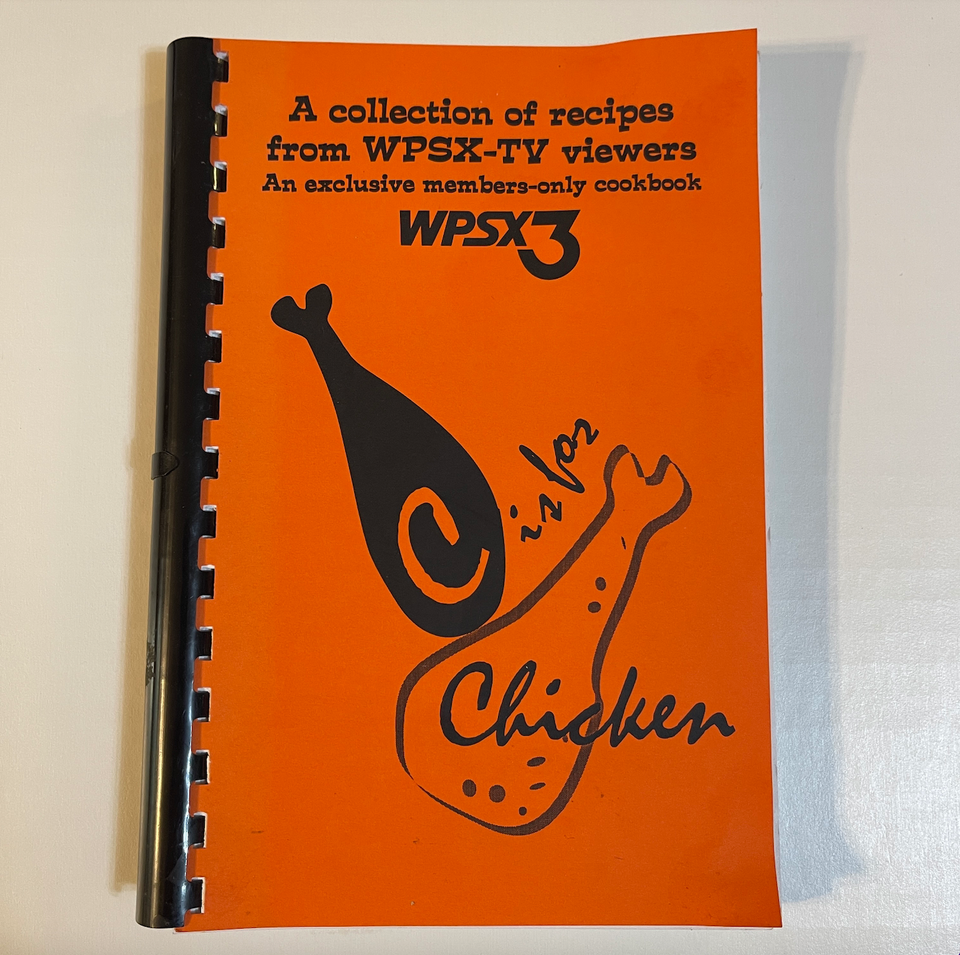 A collection of recipes
from WPSX-TV viewers
An exclusive members-only cookbook
WPSX3
C
is for
Chicken